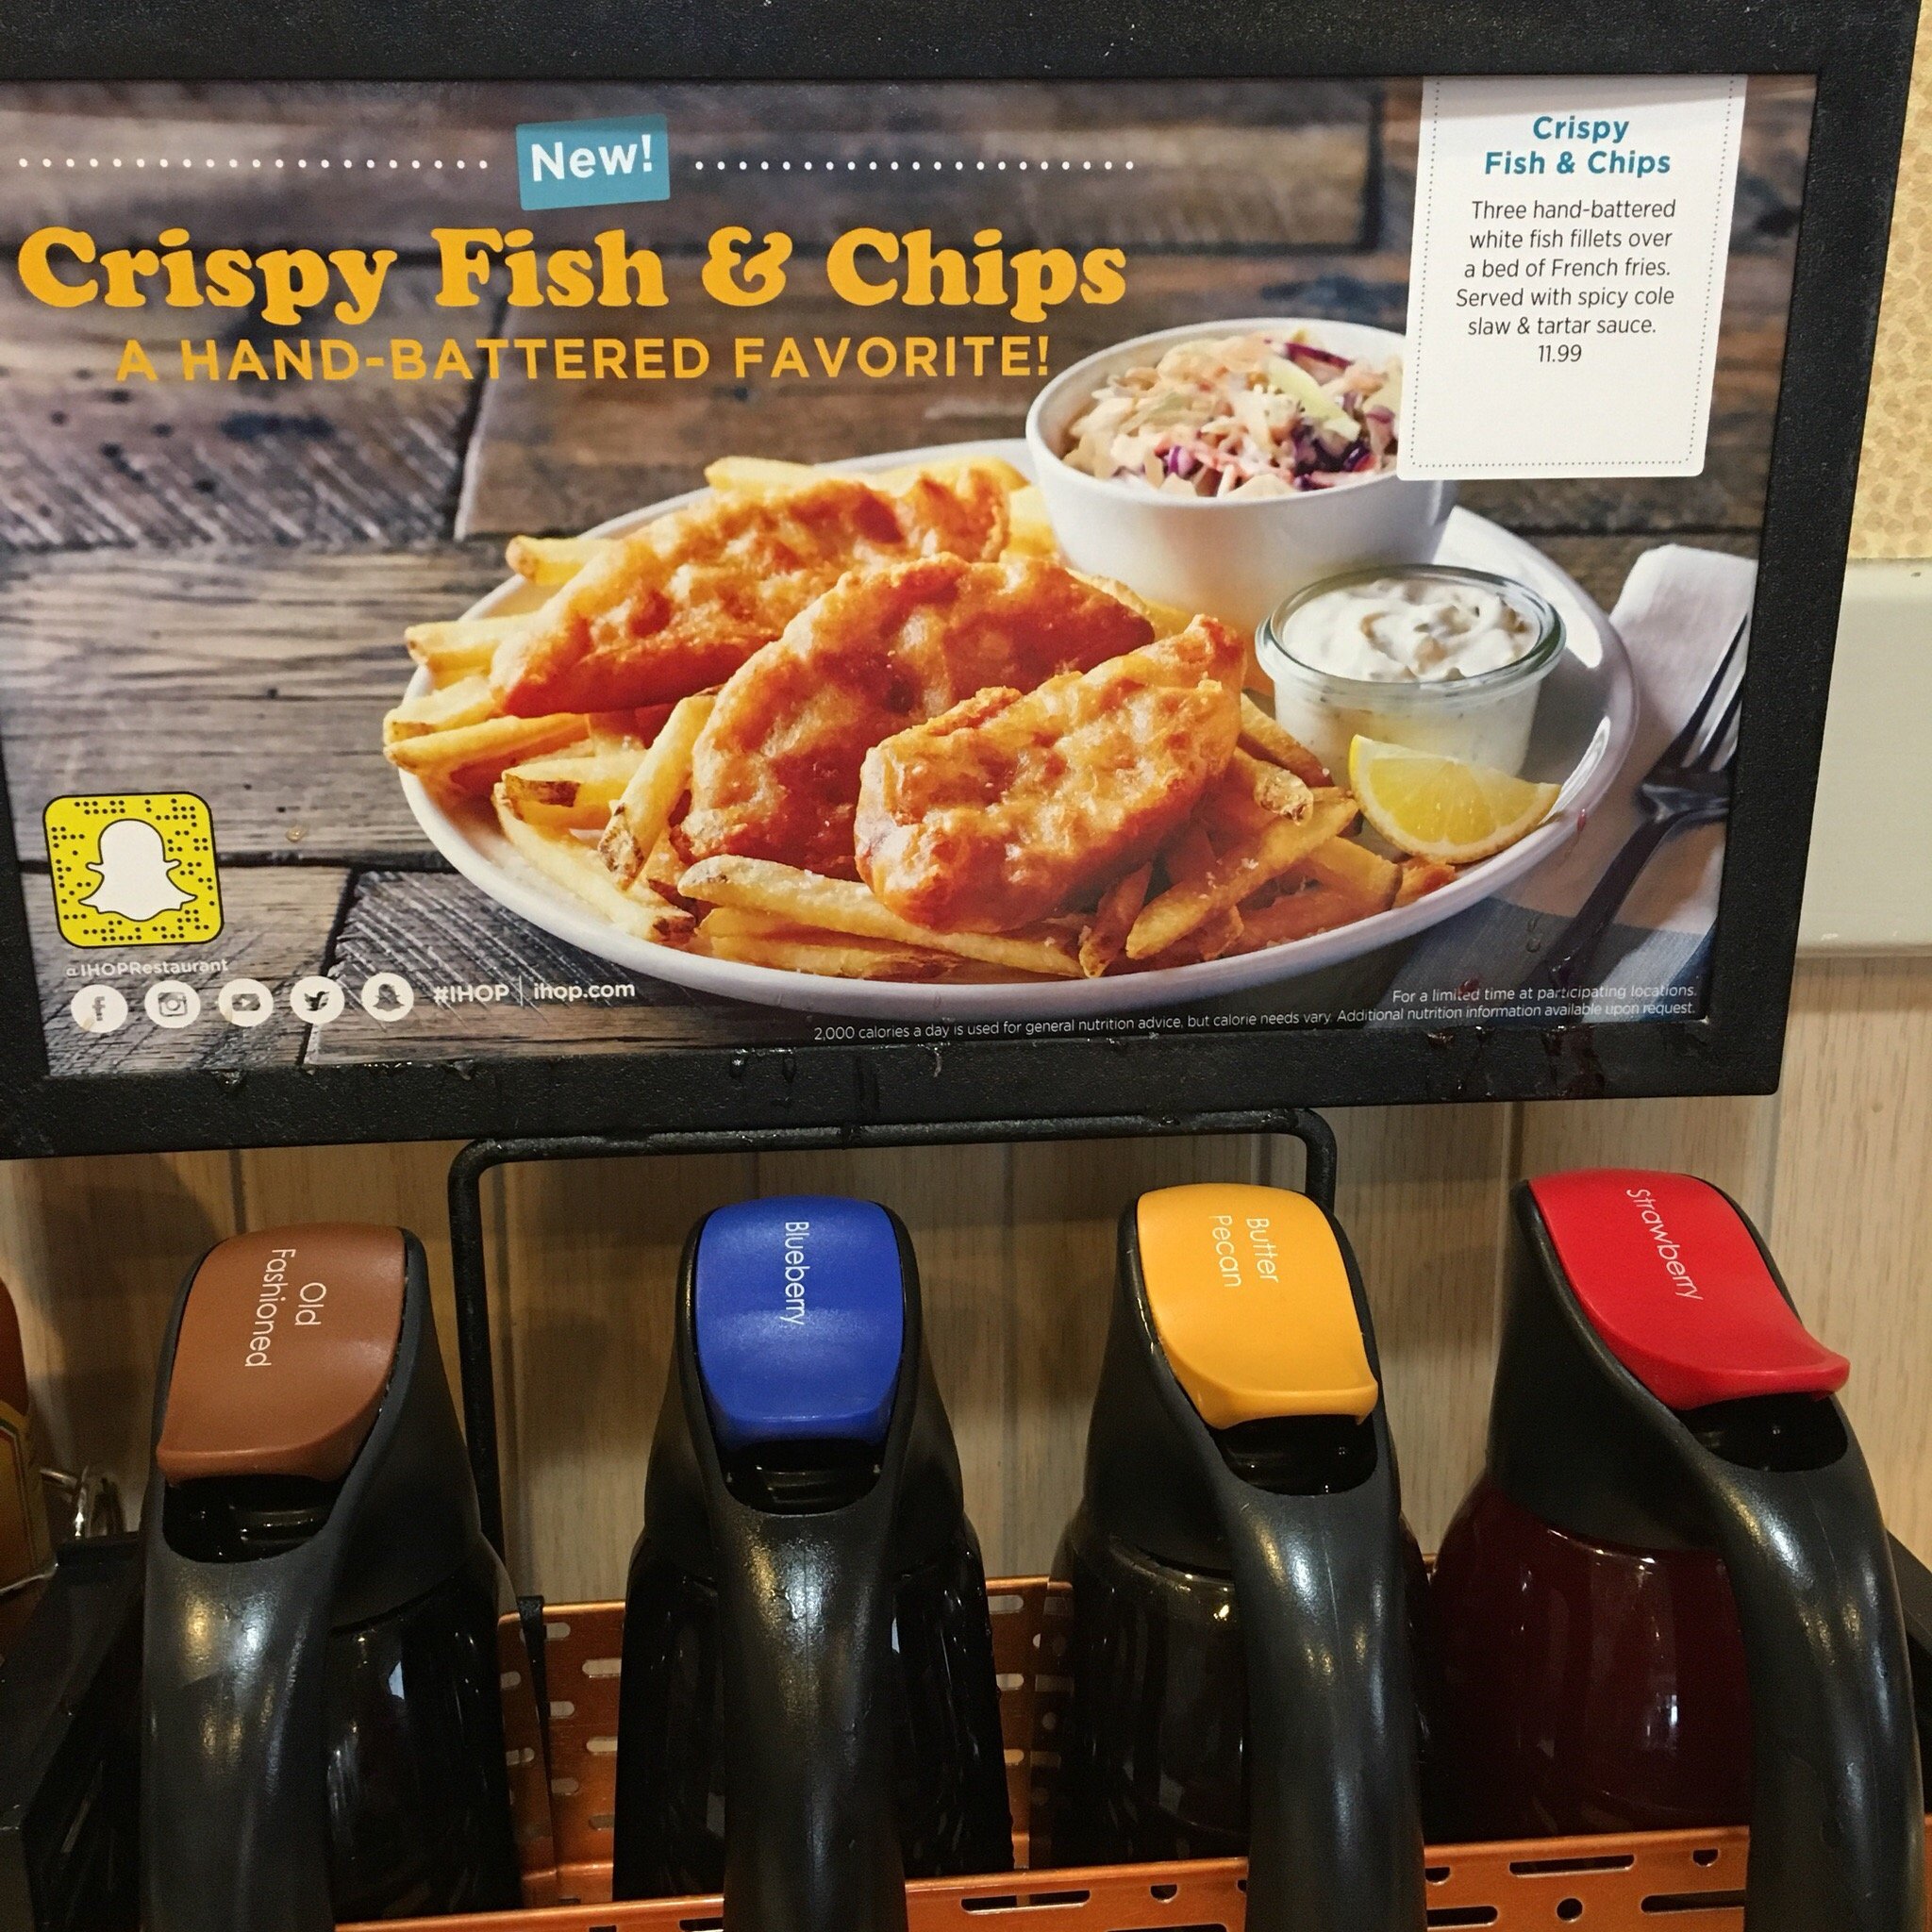 New!
Crispy Fish & Chips
A HAND-BATTERED FAVORITE!
Crispy
Fish & Chips
Three hand-battered
white fish fillets over
a bed of French fries.
Served with spicy cole
slaw & tartar sauce.
11.99
@IHOPRestaurant
#IHOP | ihop.com
For a limited time at participating locations.
2,000 calories a day is used for general nutrition advice, but calorie needs vary. Additional nutrition information available upon request.
Old
Fashioned
Blueberry
Butter
Pecan
Strawberry